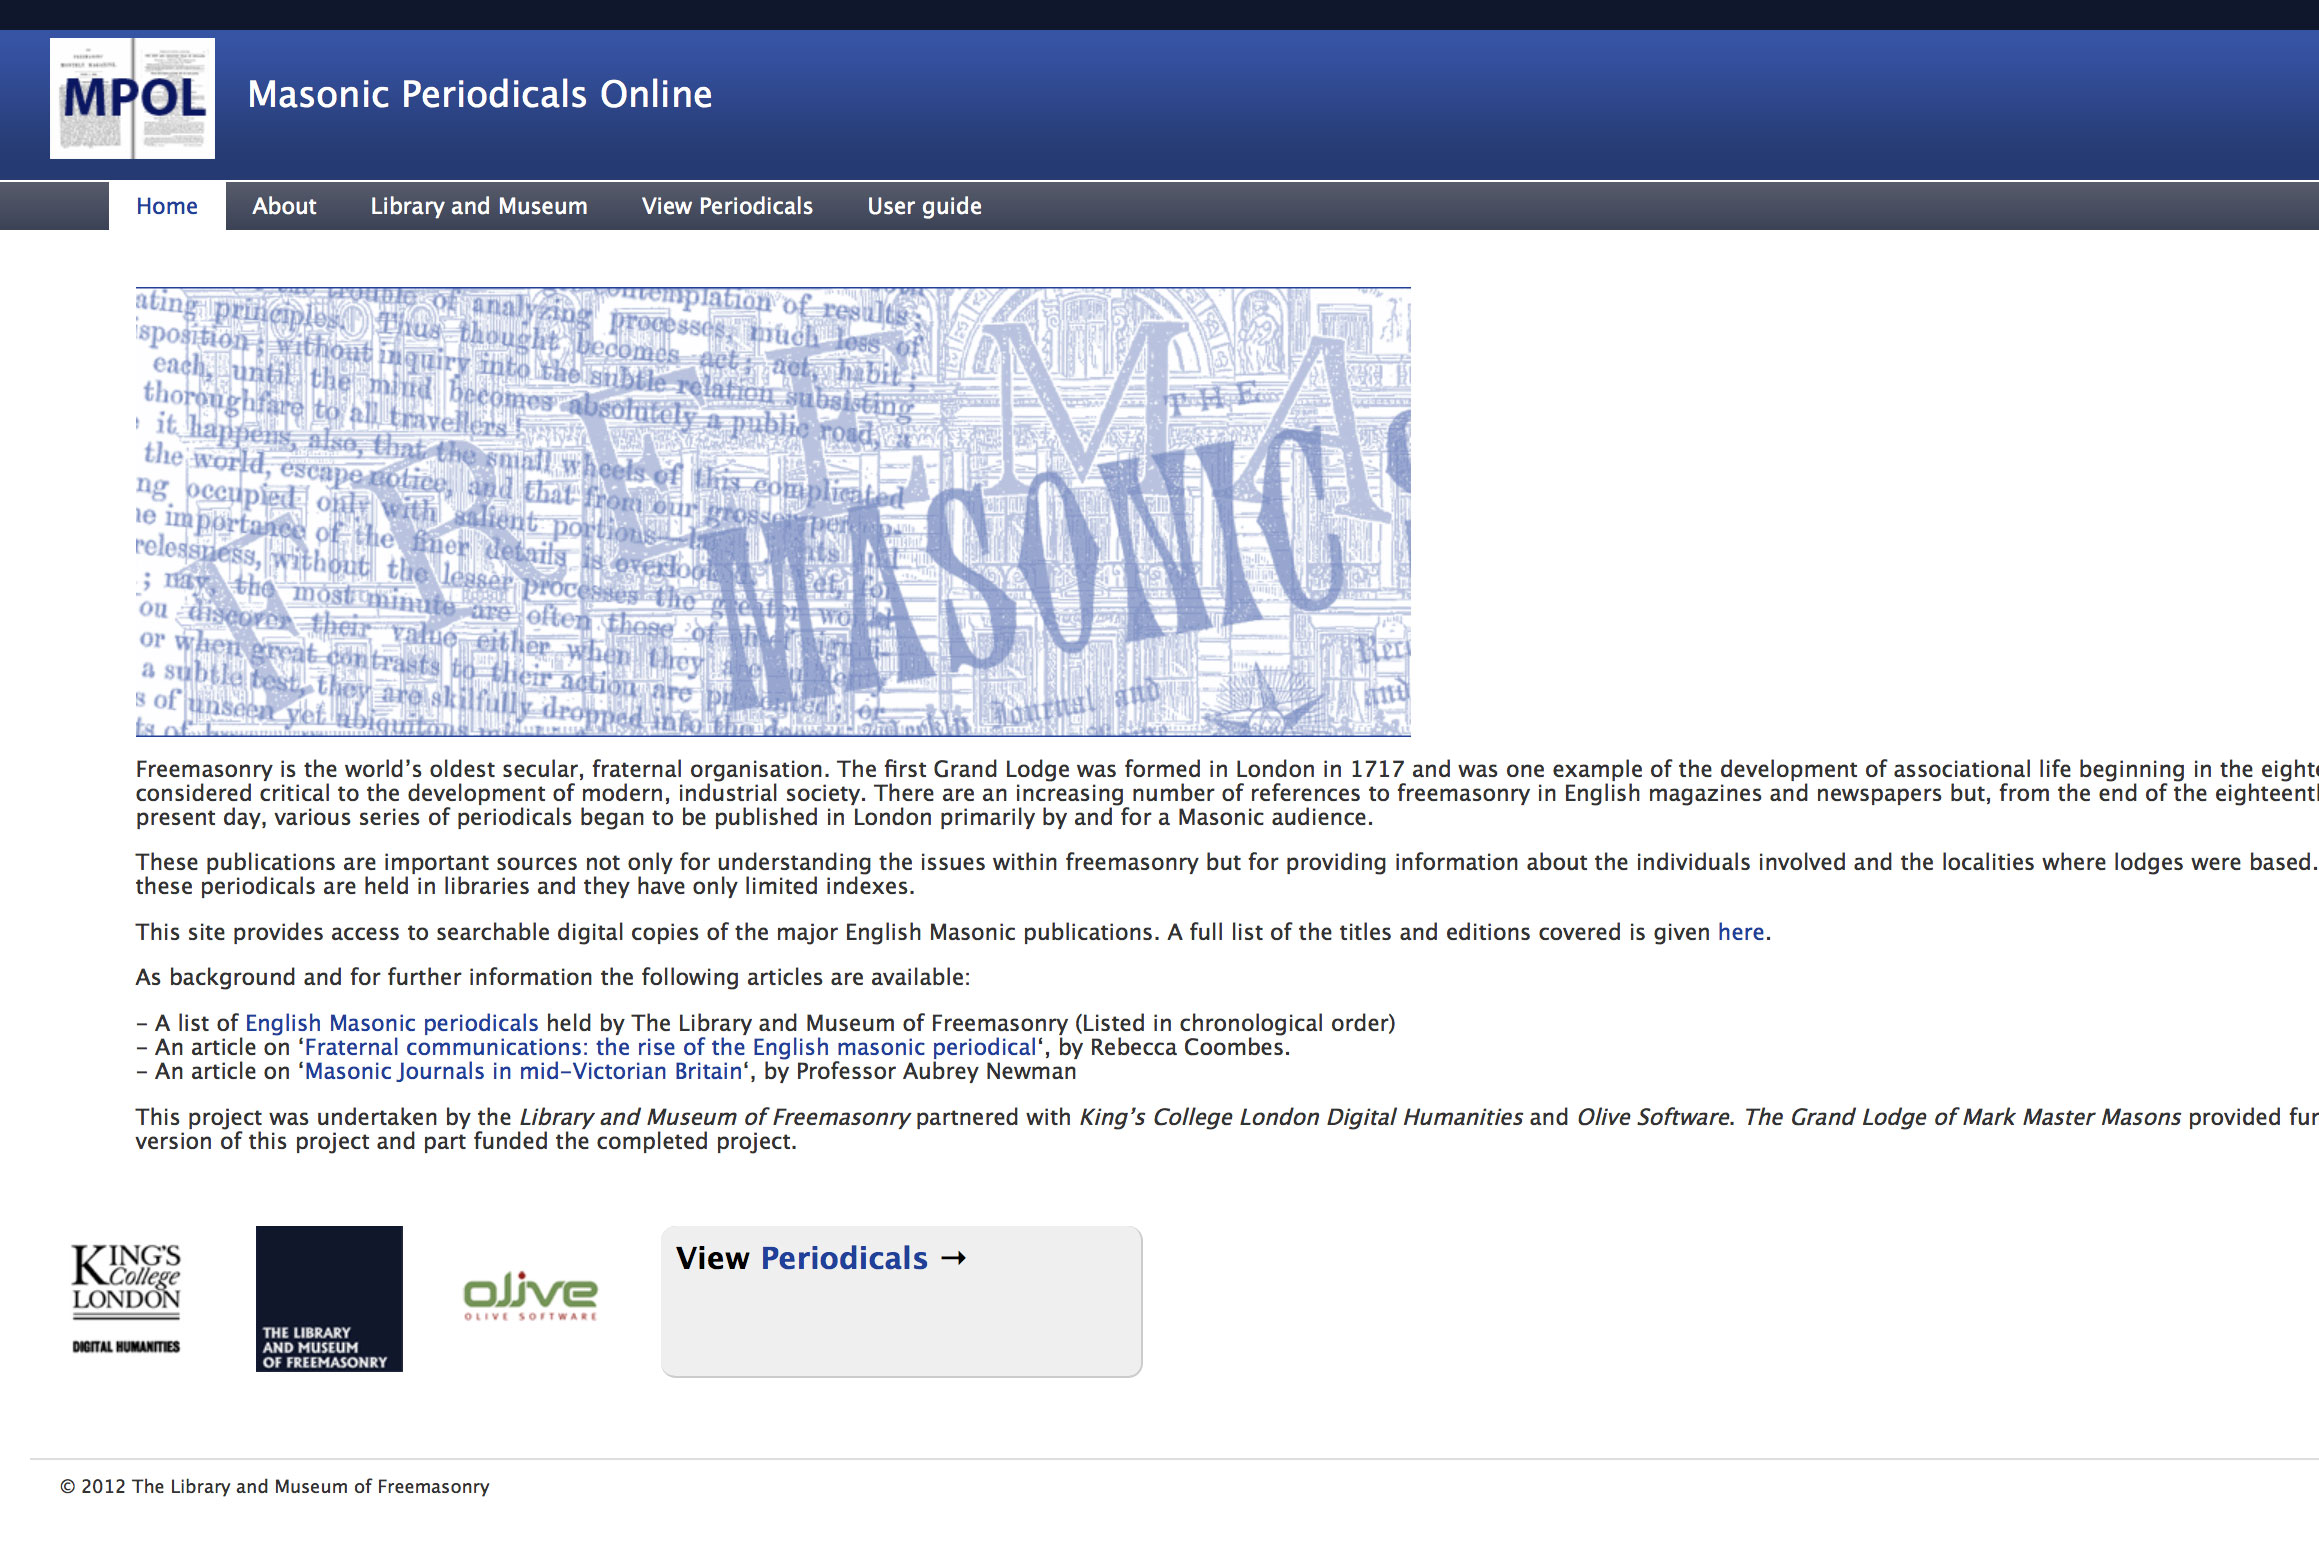 MPOL
Masonic Periodicals Online
Home
About
Library and Museum
View Periodicals
User guide
ating principles. Thus thought becomes act; act, habit;
sposition; without inquiry into the subtle relation subsisting
each, until the mind becomes absolutely a public road, a
thoroughfare to all travellers!
it happens, also, that the small wheels of this complicated
the world, escape notice, and that from our grosser
ng occupied only with salient portions
e importance of the finer details is
relessness, without the lesser processes the greater
; nay, the most minute are often those of
ou discover their value either when they
or when great contrasts to their action are
a subtle test, they are skilfully dropped into the
s of unseen yet ubiquitous
trouble of analyzing processes, much less of
contemplation of results;
FREEMA
THE
MASONIC
Journal and
and
Freemasonry is the world’s oldest secular, fraternal organisation. The first Grand Lodge was formed in London in 1717 and was one example of the development of associational life beginning in the
considered critical to the development of modern, industrial society. There are an increasing number of references to freemasonry in English magazines and newspapers but, from the end of the
present day, various series of periodicals began to be published in London primarily by and for a Masonic audience.
These publications are important sources not only for understanding the issues within freemasonry but for providing information about the individuals involved and the localities where lodges were based.
these periodicals are held in libraries and they have only limited indexes.
This site provides access to searchable digital copies of the major English Masonic publications. A full list of the titles and editions covered is given here.
As background and for further information the following articles are available:
– A list of English Masonic periodicals held by The Library and Museum of Freemasonry (Listed in chronological order)
– An article on ‘Fraternal communications: the rise of the English masonic periodical‘, by Rebecca Coombes.
– An article on ‘Masonic Journals in mid–Victorian Britain‘, by Professor Aubrey Newman
This project was undertaken by the Library and Museum of Freemasonry partnered with King’s College London Digital Humanities and Olive Software. The Grand Lodge of Mark Master Masons provided
version of this project and part funded the completed project.
KING'S
College
LONDON
DIGITAL HUMANITIES
THE LIBRARY
AND MUSEUM
OF FREEMASONRY
olive
OLIVE SOFTWARE
View Periodicals →
© 2012 The Library and Museum of Freemasonry